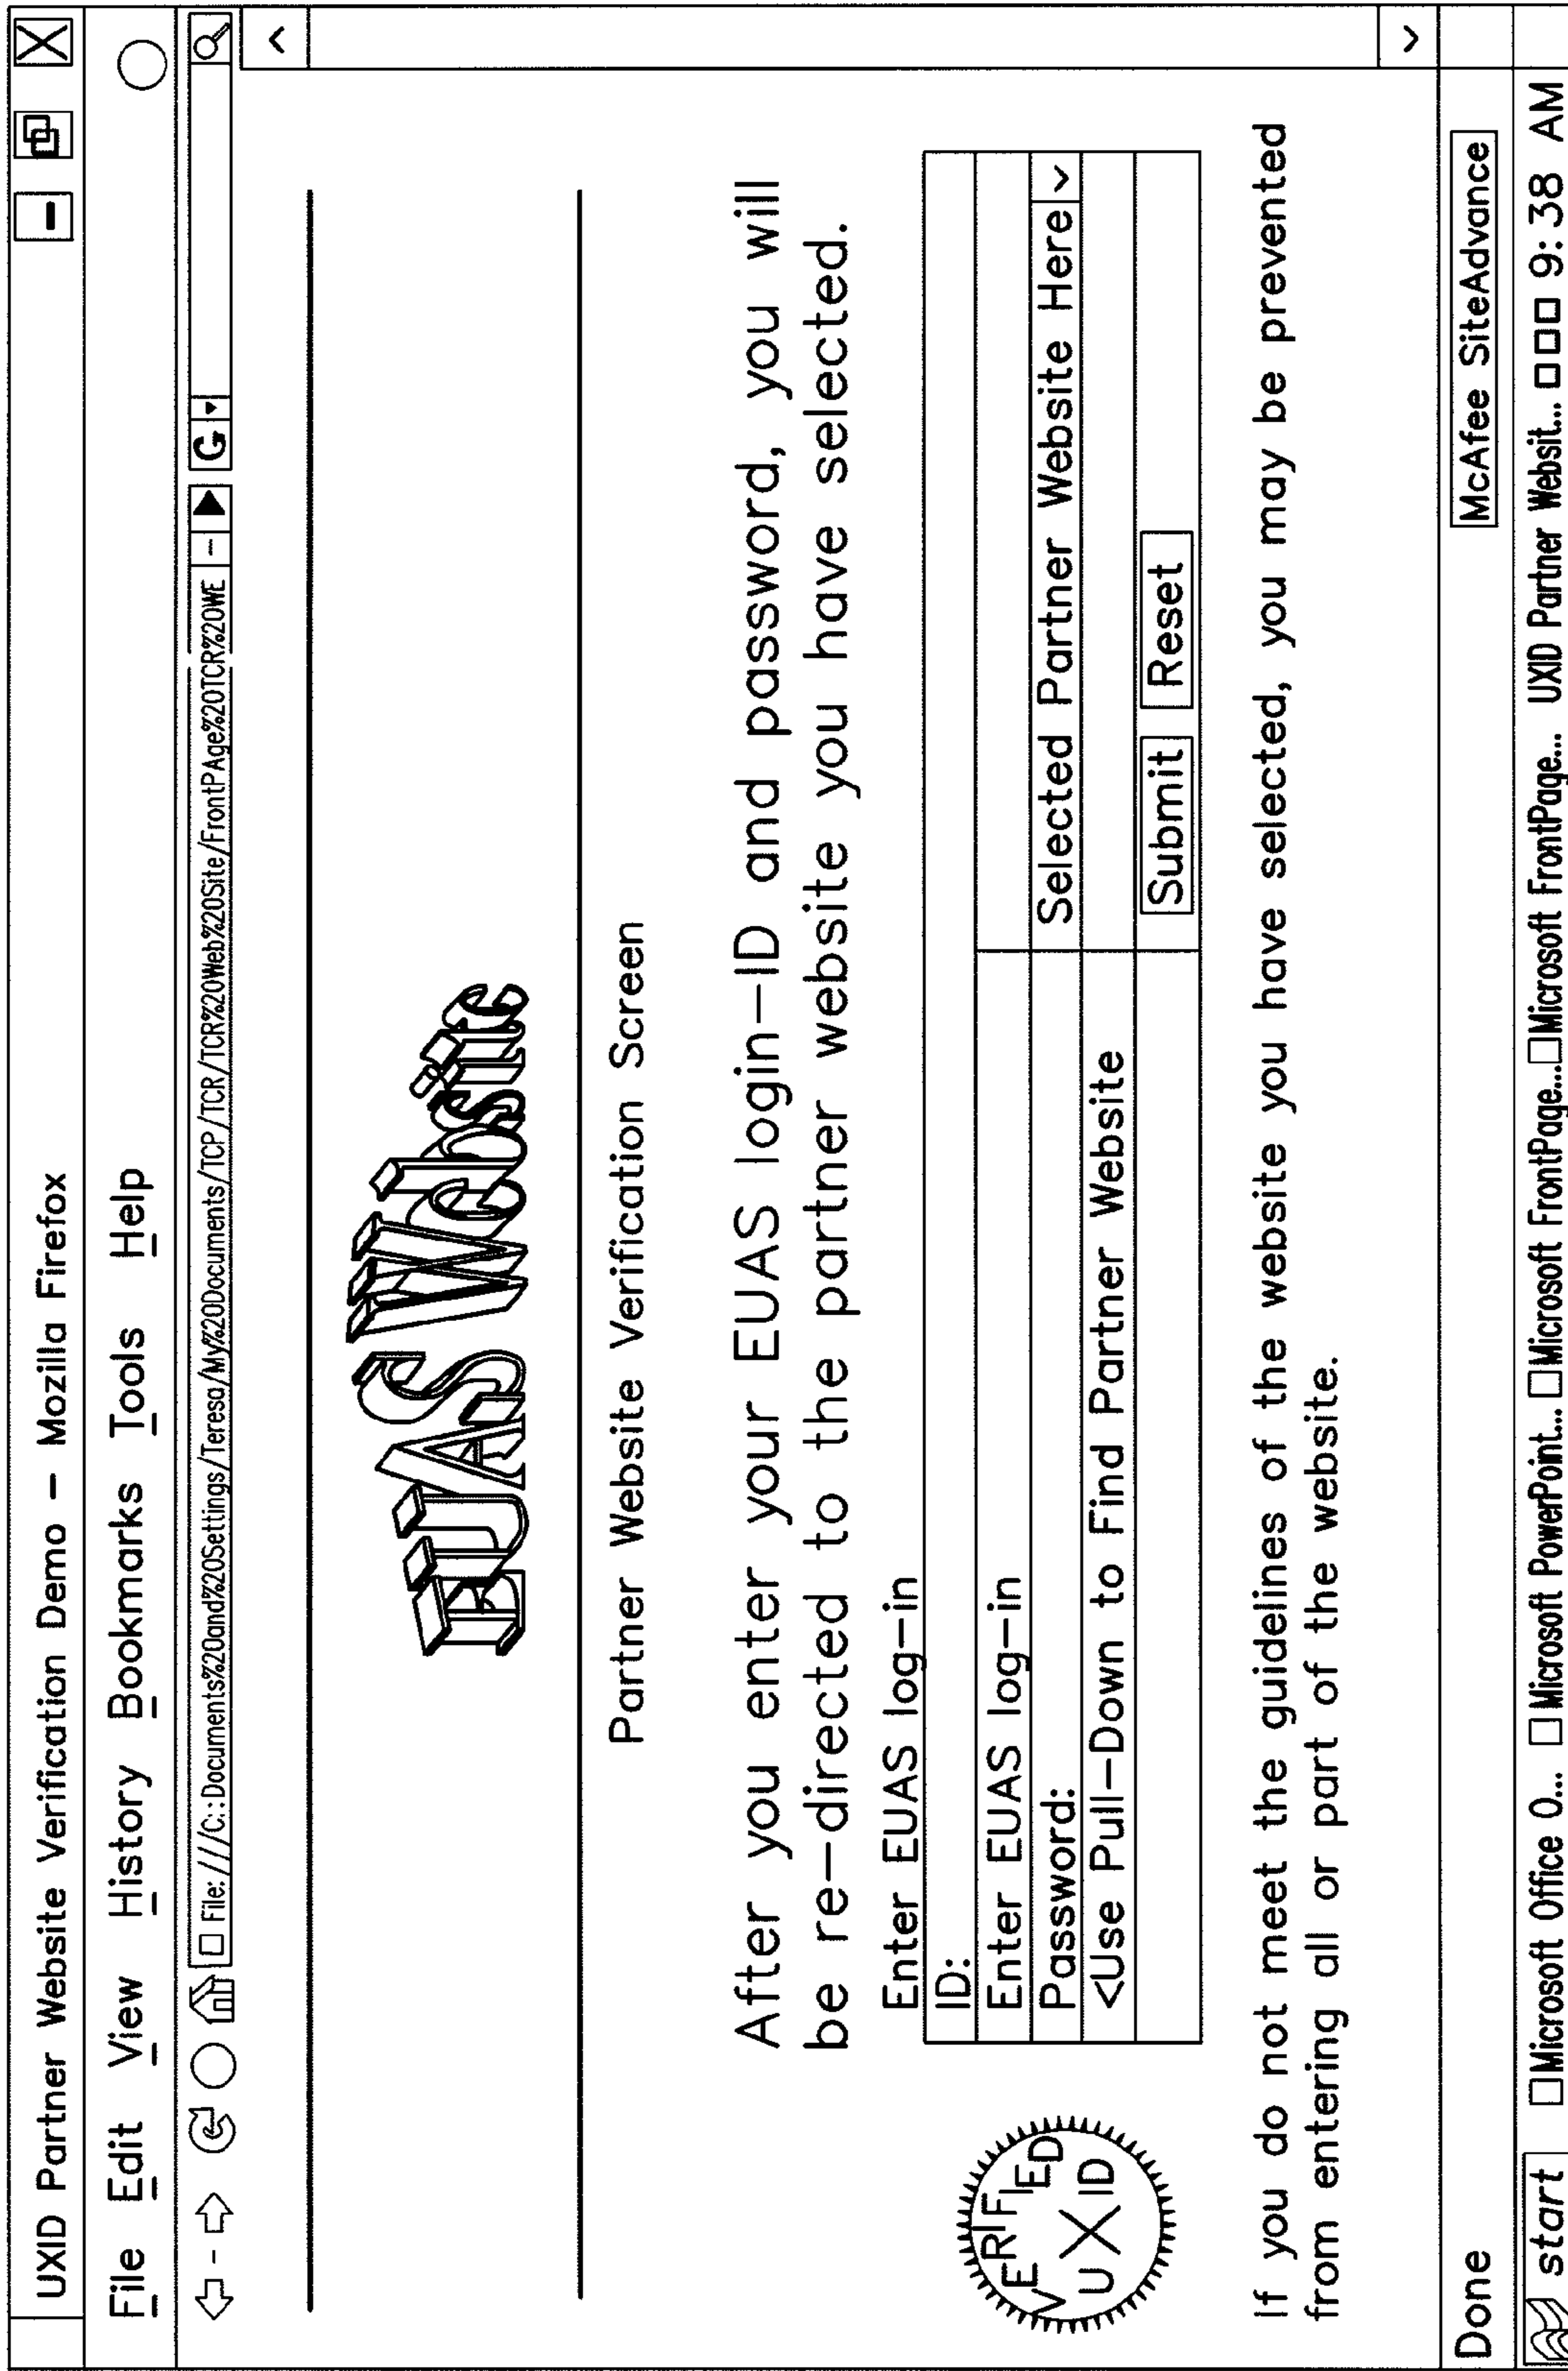 UXID Partner Website Verification Demo – Mozilla Firefox
File Edit View History Bookmarks Tools Help
File: ///C::Documents%20and%20Settings/Teresa/My%20Documents/TCP/TCR/TCR%20Web%20Site/FrontPAge%20TCR%20WE G
EUAS Website
Partner Website Verification Screen
After you enter your EUAS login-ID and password, you will
be re-directed to the partner website you have selected.
Enter EUAS log-in
ID:
Enter EUAS log-in
Password: Selected Partner Website Here
<Use Pull-Down to Find Partner Website
Submit Reset
VERIFIED
UXID
If you do not meet the guidelines of the website you have selected, you may be prevented
from entering all or part of the website.
Done McAfee SiteAdvance
start Microsoft Office O... Microsoft PowerPoint... Microsoft FrontPage... Microsoft FrontPage... UXID Partner Websit... 9:38 AM